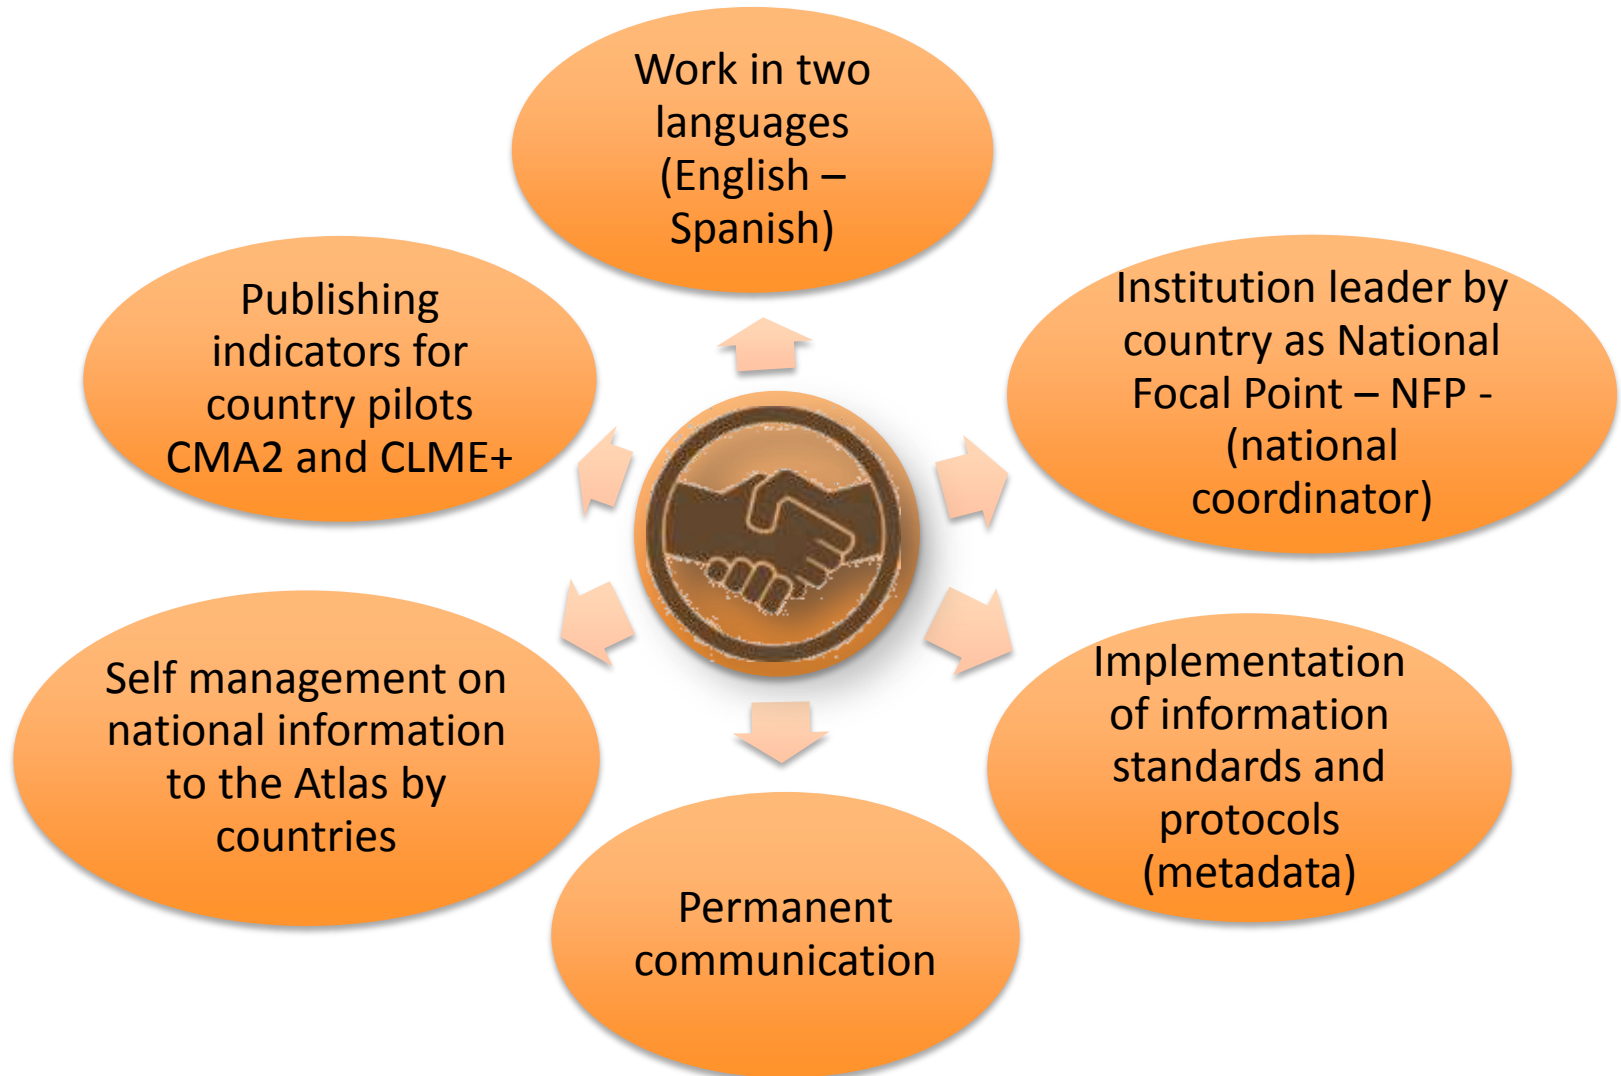 Work in two
languages
(English –
Spanish)
Institution leader by
country as National
Focal Point – NFP -
(national
coordinator)
Implementation
of information
standards and
protocols
(metadata)
Permanent
communication
Self management on
national information
to the Atlas by
countries
Publishing
indicators for
country pilots
CMA2 and CLME+